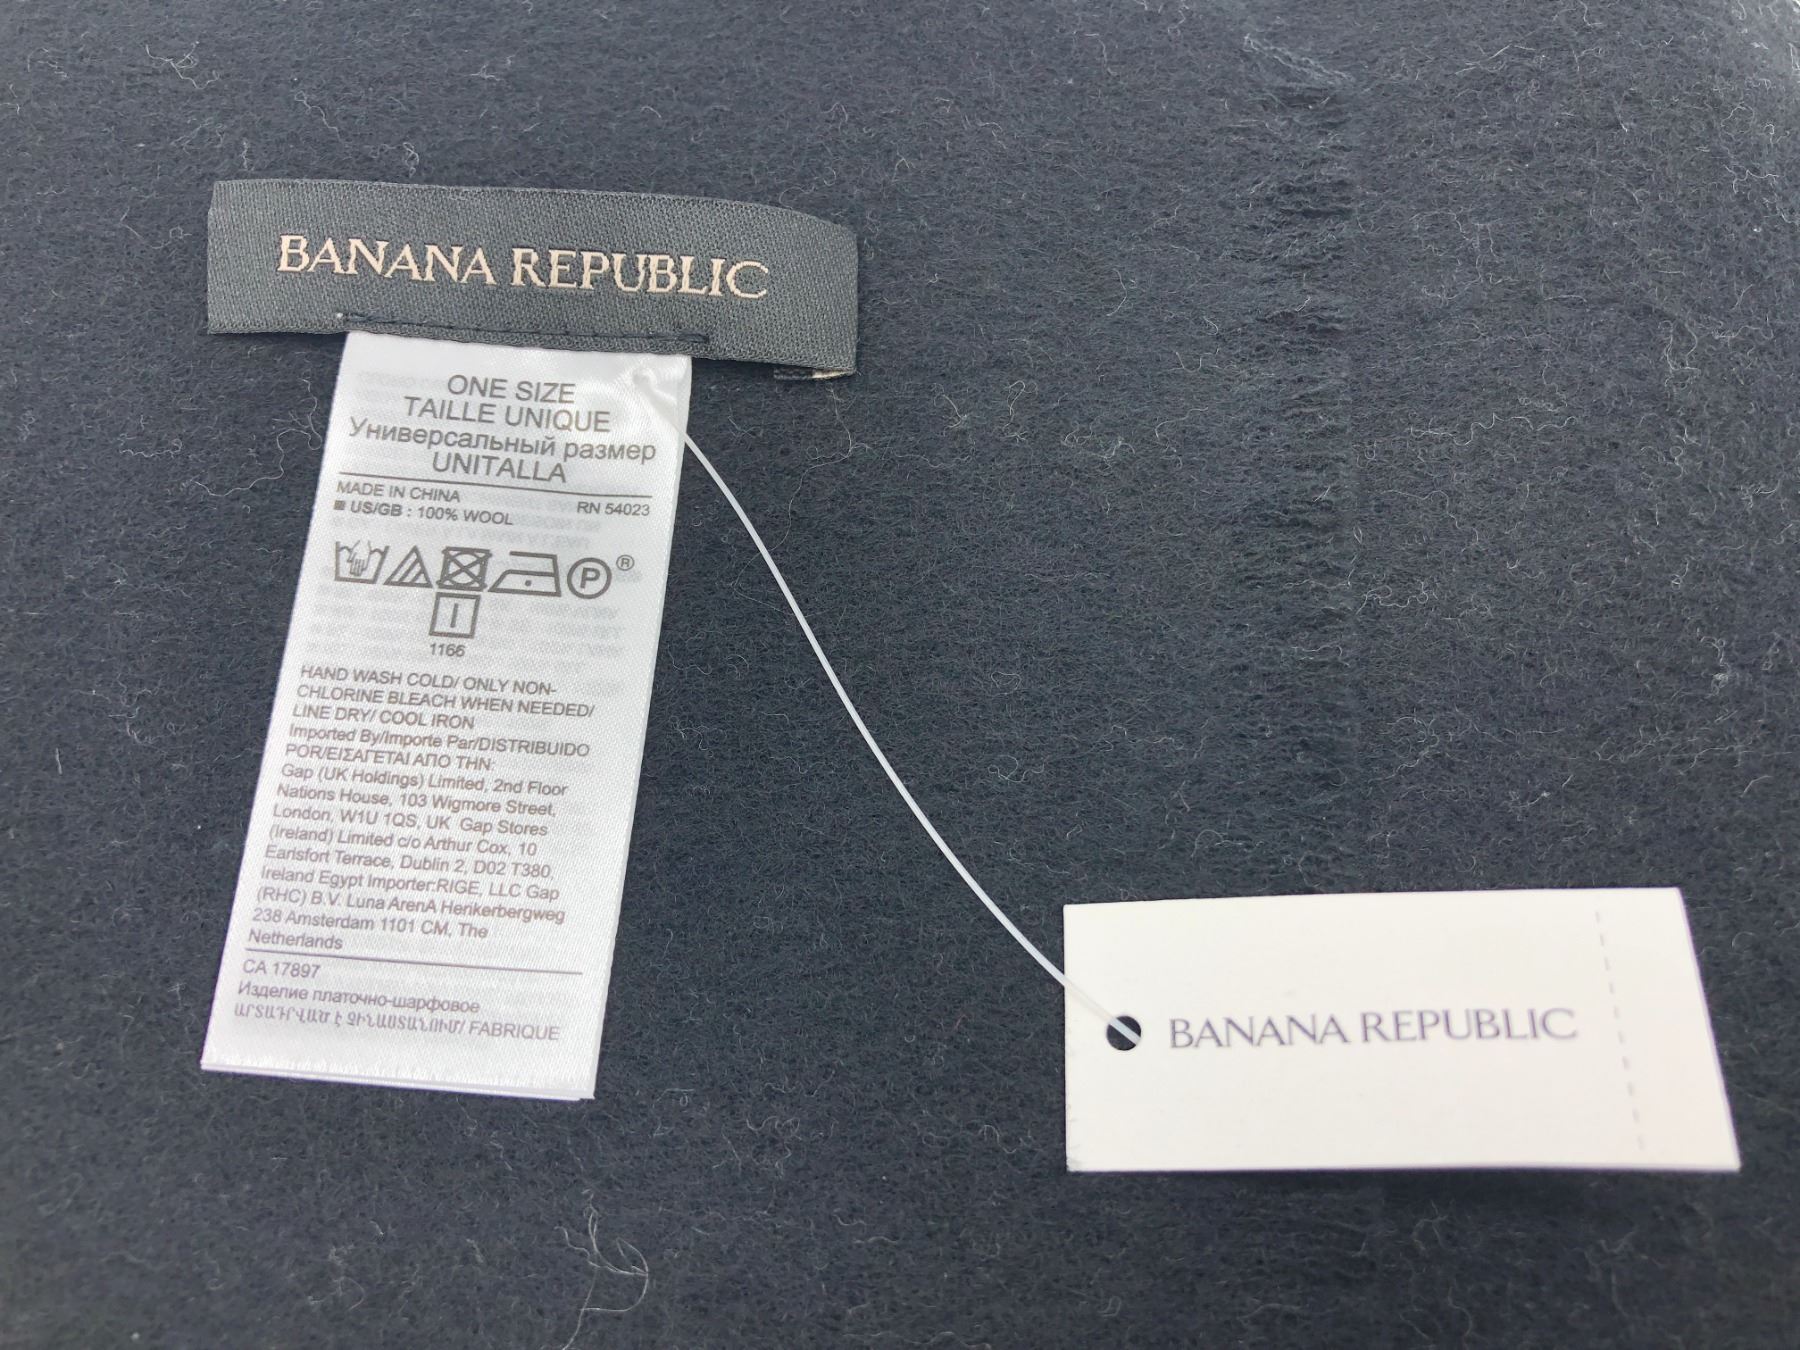 BANANA REPUBLIC
ONE SIZE
TAILLE UNIQUE
Универсальный размер
UNITALLA
MADE IN CHINA RN 54023
US/GB : 100% WOOL
P ®
1166
HAND WASH COLD/ ONLY NON-
CHLORINE BLEACH WHEN NEEDED/
LINE DRY/ COOL IRON
Imported By/Importe Par/DISTRIBUIDO
POR/ΕΙΣΑΓΕΤΑΙ ΑΠΟ ΤΗΝ:
Gap (UK Holdings) Limited, 2nd Floor
Nations House, 103 Wigmore Street,
London, W1U 1QS, UK Gap Stores
(Ireland) Limited c/o Arthur Cox, 10
Earlsfort Terrace, Dublin 2, D02 T380,
Ireland Egypt Importer:RIGE, LLC Gap
(RHC) B.V. Luna ArenA Henkerbergweg
238 Amsterdam 1101 CM, The
Netherlands
CA 17897
Изделие платочно-шарфовое
ԱՐՏԱԴՐՎԱԾ Է ՉԻՆԱՍՏԱՆՈՒՄ/ FABRIQUE
BANANA REPUBLIC